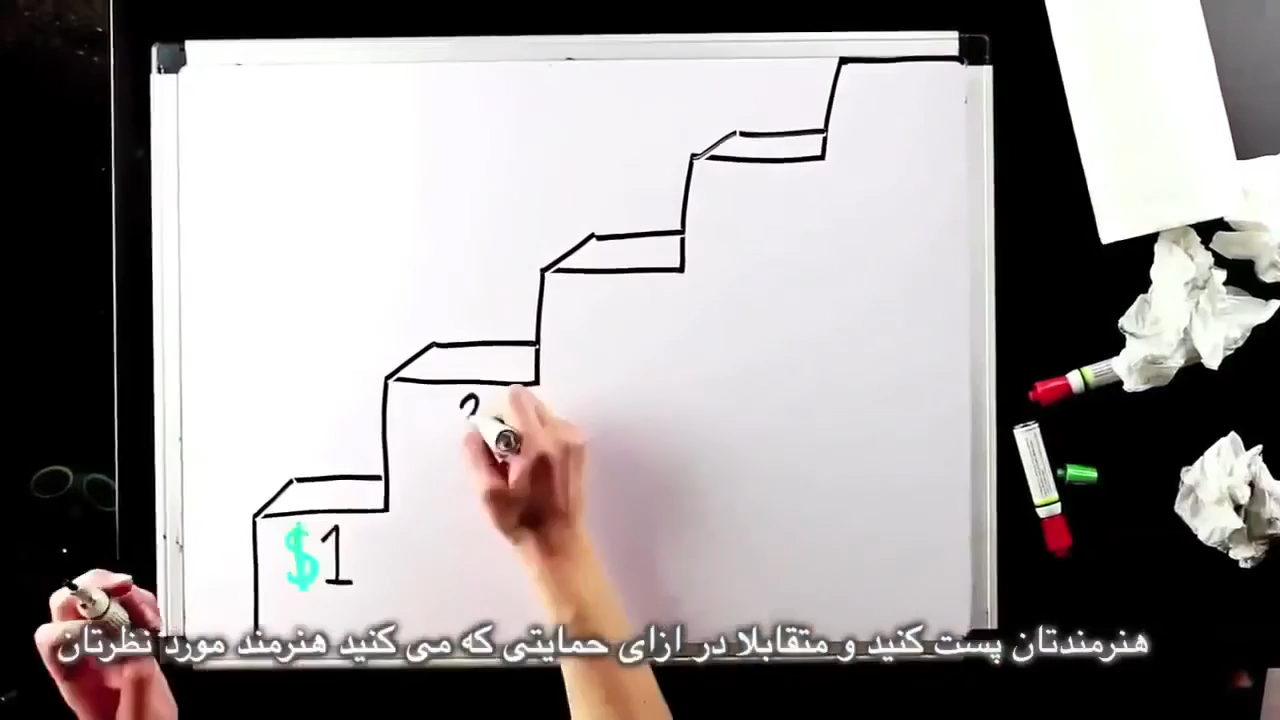 $1
هنرمندتان پست کنید و متقابلا در ازای حمایتی که می کنید هنرمند مورد نظرتان